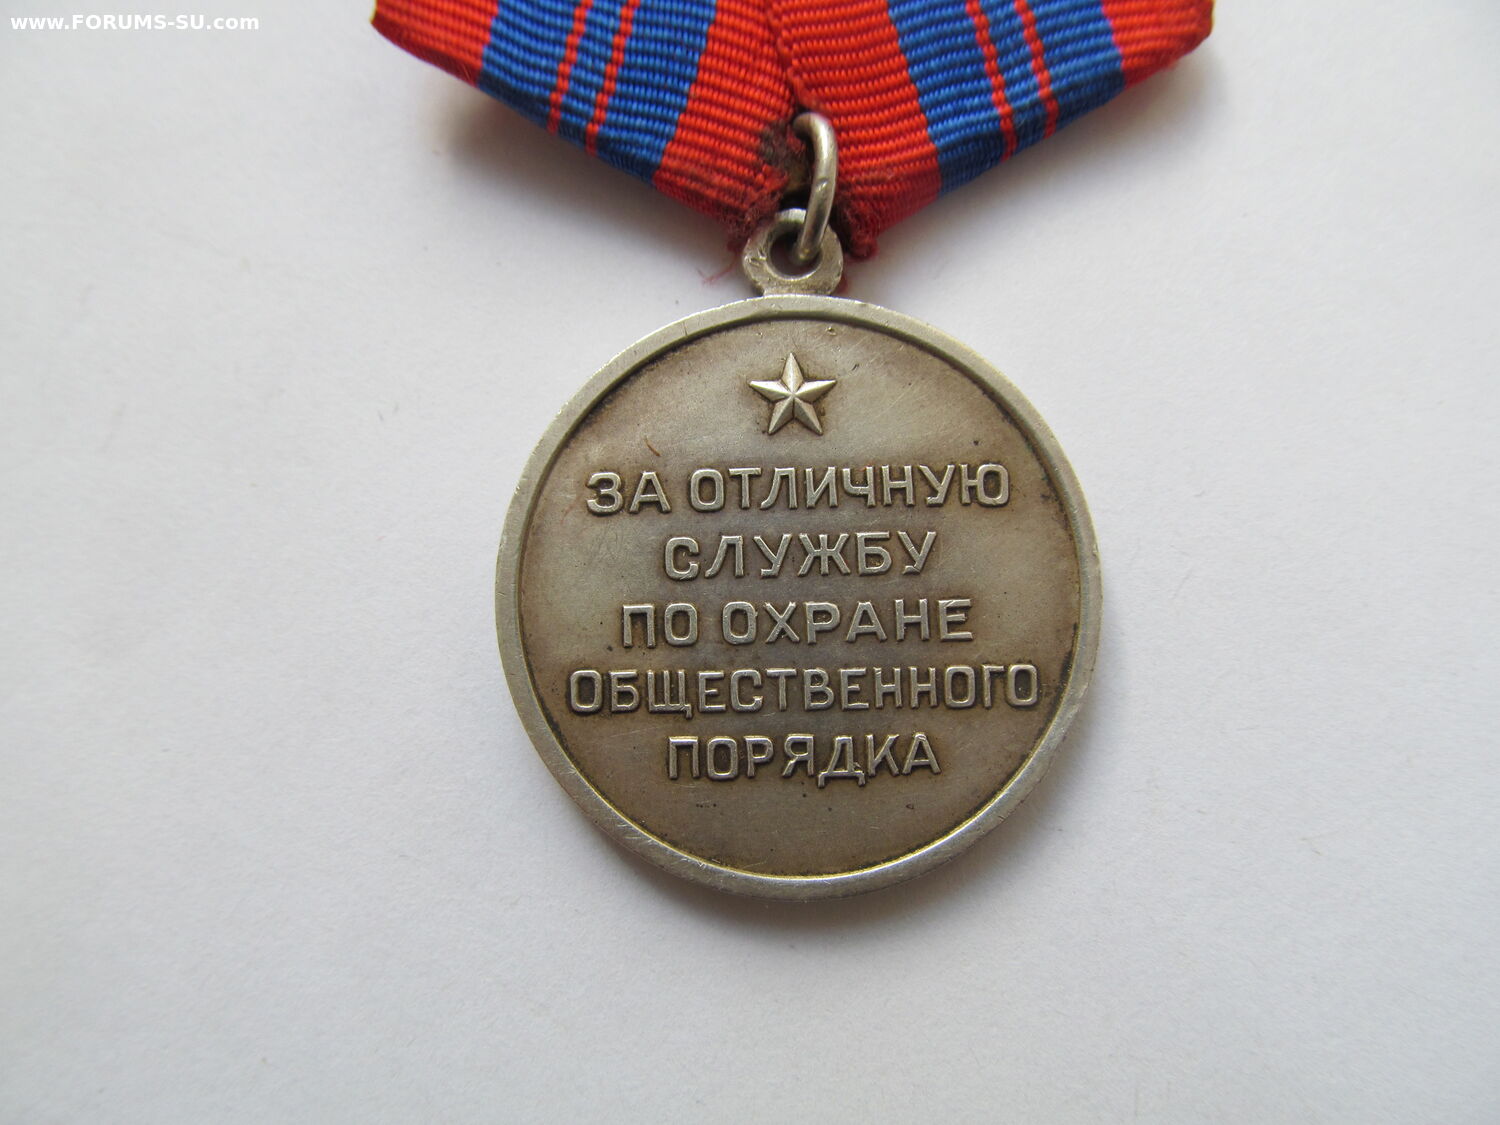 www.FORUMS-SU.com
ЗА ОТЛИЧНУЮ
СЛУЖБУ
ПО ОХРАНЕ
ОБЩЕСТВЕННОГО
ПОРЯДКА